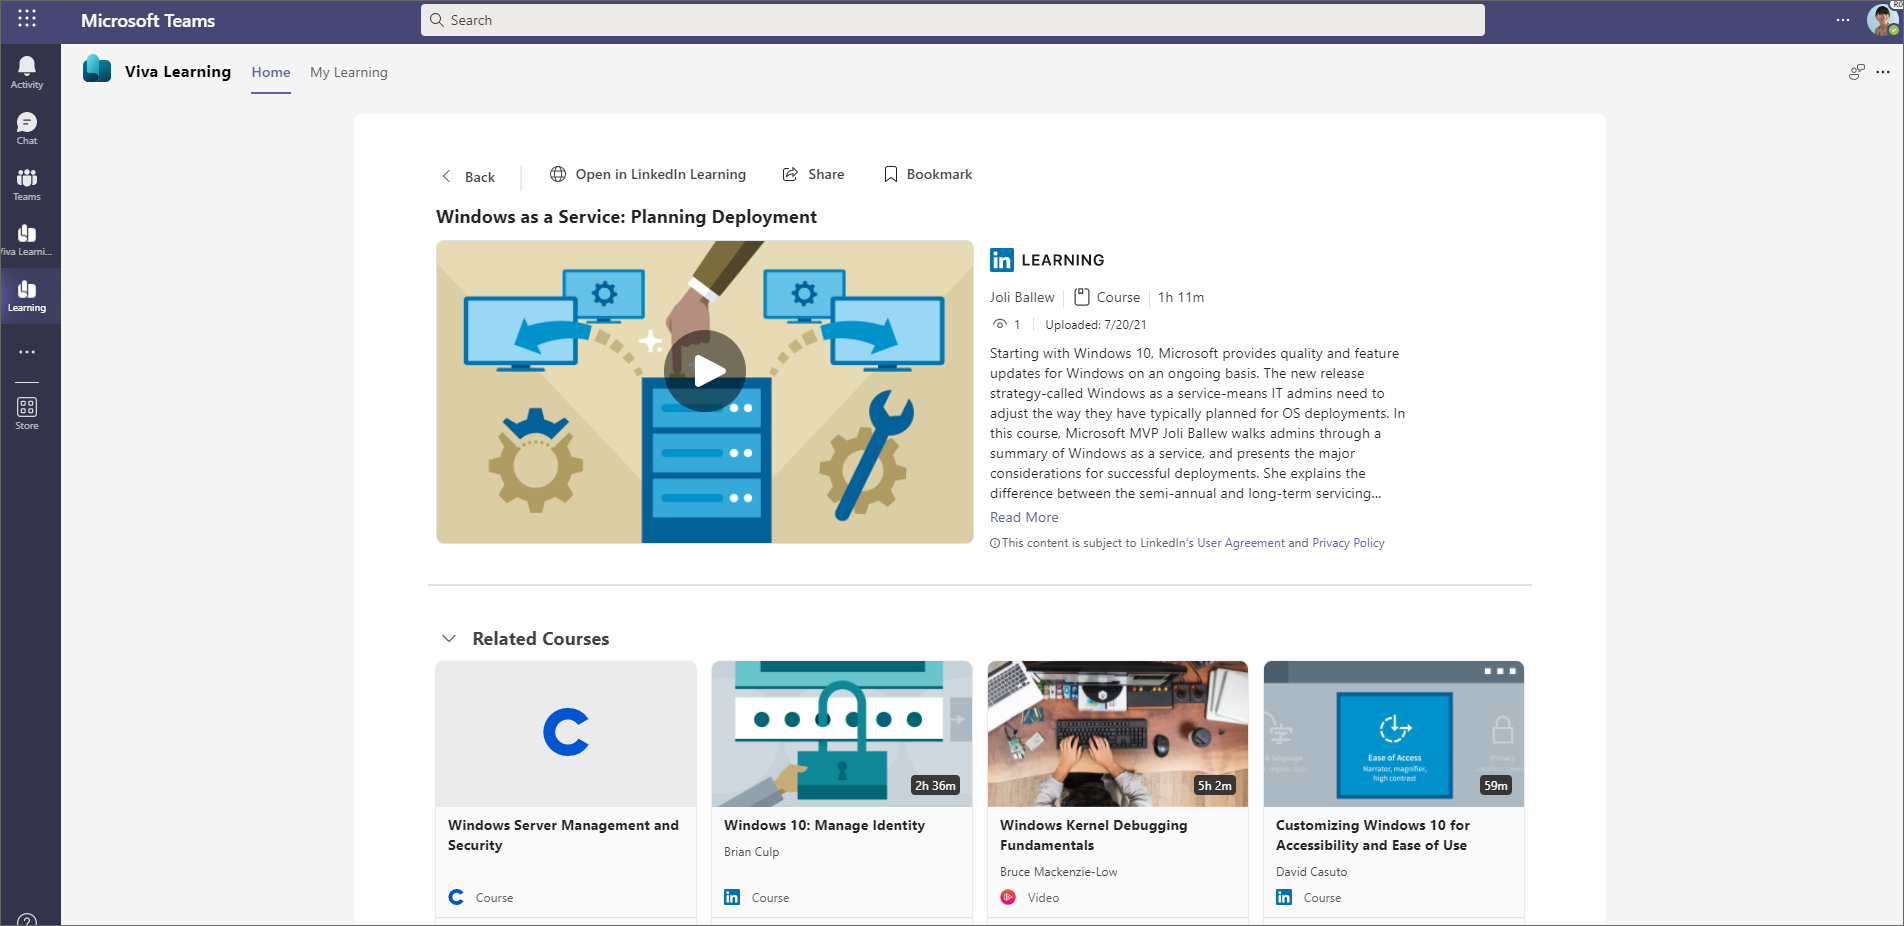 Microsoft Teams
Search
Activity
Chat
Teams
Viva Learni...
Learning
Store
Viva Learning
Home
My Learning
Back
Open in LinkedIn Learning
Share
Bookmark
Windows as a Service: Planning Deployment
in LEARNING
Joli Ballew
Course
1h 11m
1
Uploaded: 7/20/21
Starting with Windows 10, Microsoft provides quality and feature
updates for Windows on an ongoing basis. The new release
strategy-called Windows as a service-means IT admins need to
adjust the way they have typically planned for OS deployments. In
this course, Microsoft MVP Joli Ballew walks admins through a
summary of Windows as a service, and presents the major
considerations for successful deployments. She explains the
difference between the semi-annual and long-term servicing...
Read More
This content is subject to LinkedIn's User Agreement and Privacy Policy
Related Courses
Windows Server Management and
Security
Course
2h 36m
Windows 10: Manage Identity
Brian Culp
in Course
5h 2m
Windows Kernel Debugging
Fundamentals
Bruce Mackenzie-Low
Video
Ease of Access
Narrator, magnifier,
high contrast
& language
Privacy
59m
Customizing Windows 10 for
Accessibility and Ease of Use
David Casuto
in Course